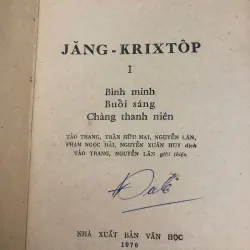 JĂNG - KRIXTÔP
I
Bình minh
Buổi sáng
Chàng thanh niên
TẢO TRANG, TRẦN HỮU MAI, NGUYỄN LÂN,
PHẠM NGỌC HẢI, NGUYỄN XUÂN HUY dịch
TẢO TRANG, NGUYỄN LÂN giới thiệu
NHÀ XUẤT BẢN VĂN HỌC
1976